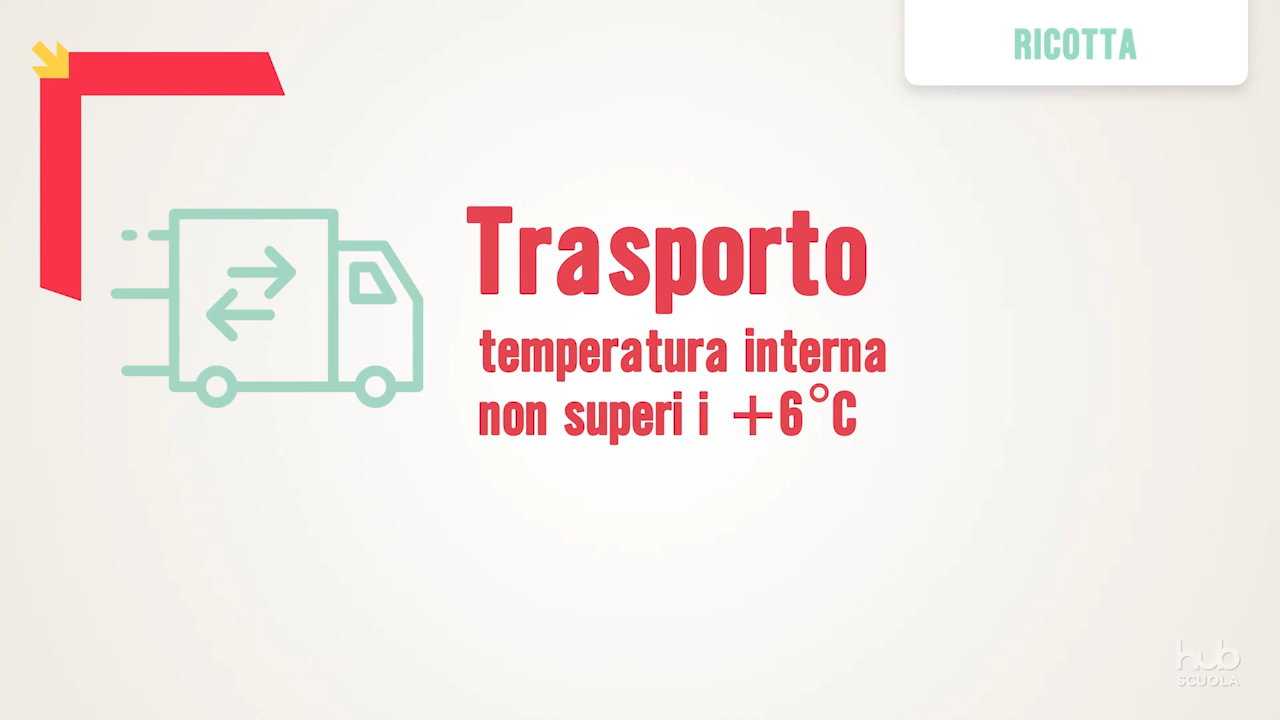 RICOTTA
Trasporto
temperatura interna
non superi i +6°C
hub
SCUOLA